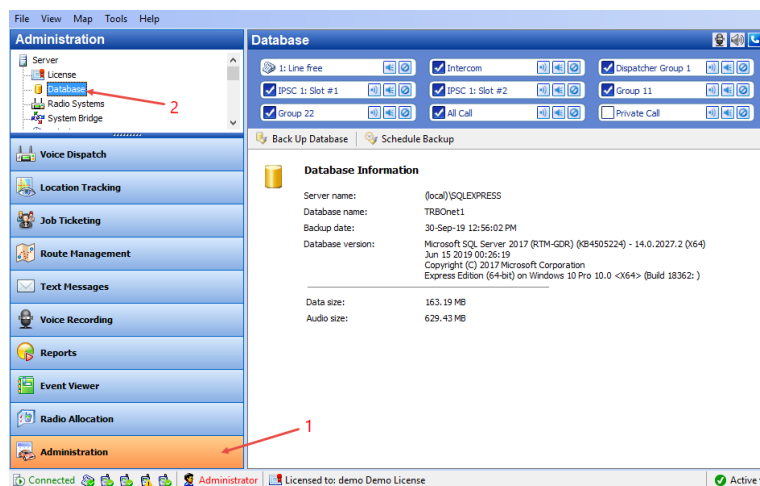 File View Map Tools Help
Administration
Database
Server
License
Database
Radio Systems
System Bridge
2
1: Line free
Intercom
Dispatcher Group 1
IPSC 1: Slot #1
IPSC 1: Slot #2
Group 11
Group 22
All Call
Private Call
Back Up Database
Schedule Backup
Voice Dispatch
Location Tracking
Job Ticketing
Route Management
Text Messages
Voice Recording
Reports
Event Viewer
Radio Allocation
Administration
1
Database Information
Server name: (local)\SQLEXPRESS
Database name: TRBOnet1
Backup date: 30-Sep-19 12:56:02 PM
Database version: Microsoft SQL Server 2017 (RTM-GDR) (KB4505224) - 14.0.2027.2 (X64)
Jun 15 2019 00:26:19
Copyright (C) 2017 Microsoft Corporation
Express Edition (64-bit) on Windows 10 Pro 10.0 <X64> (Build 18362: )
Data size: 163.19 MB
Audio size: 629.43 MB
Connected Administrator Licensed to: demo Demo License Active